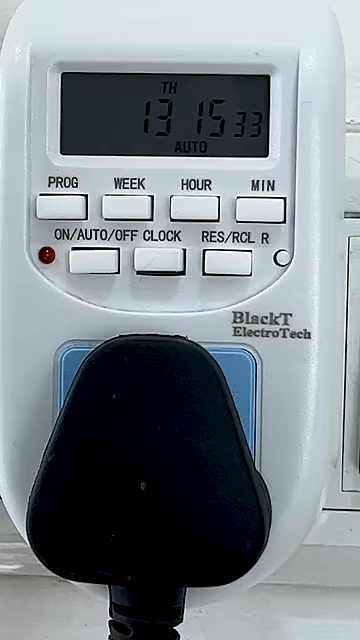 TH
13 15 33
AUTO
PROG WEEK HOUR MIN
ON/AUTO/OFF CLOCK RES/RCL R
BlackT
ElectroTech